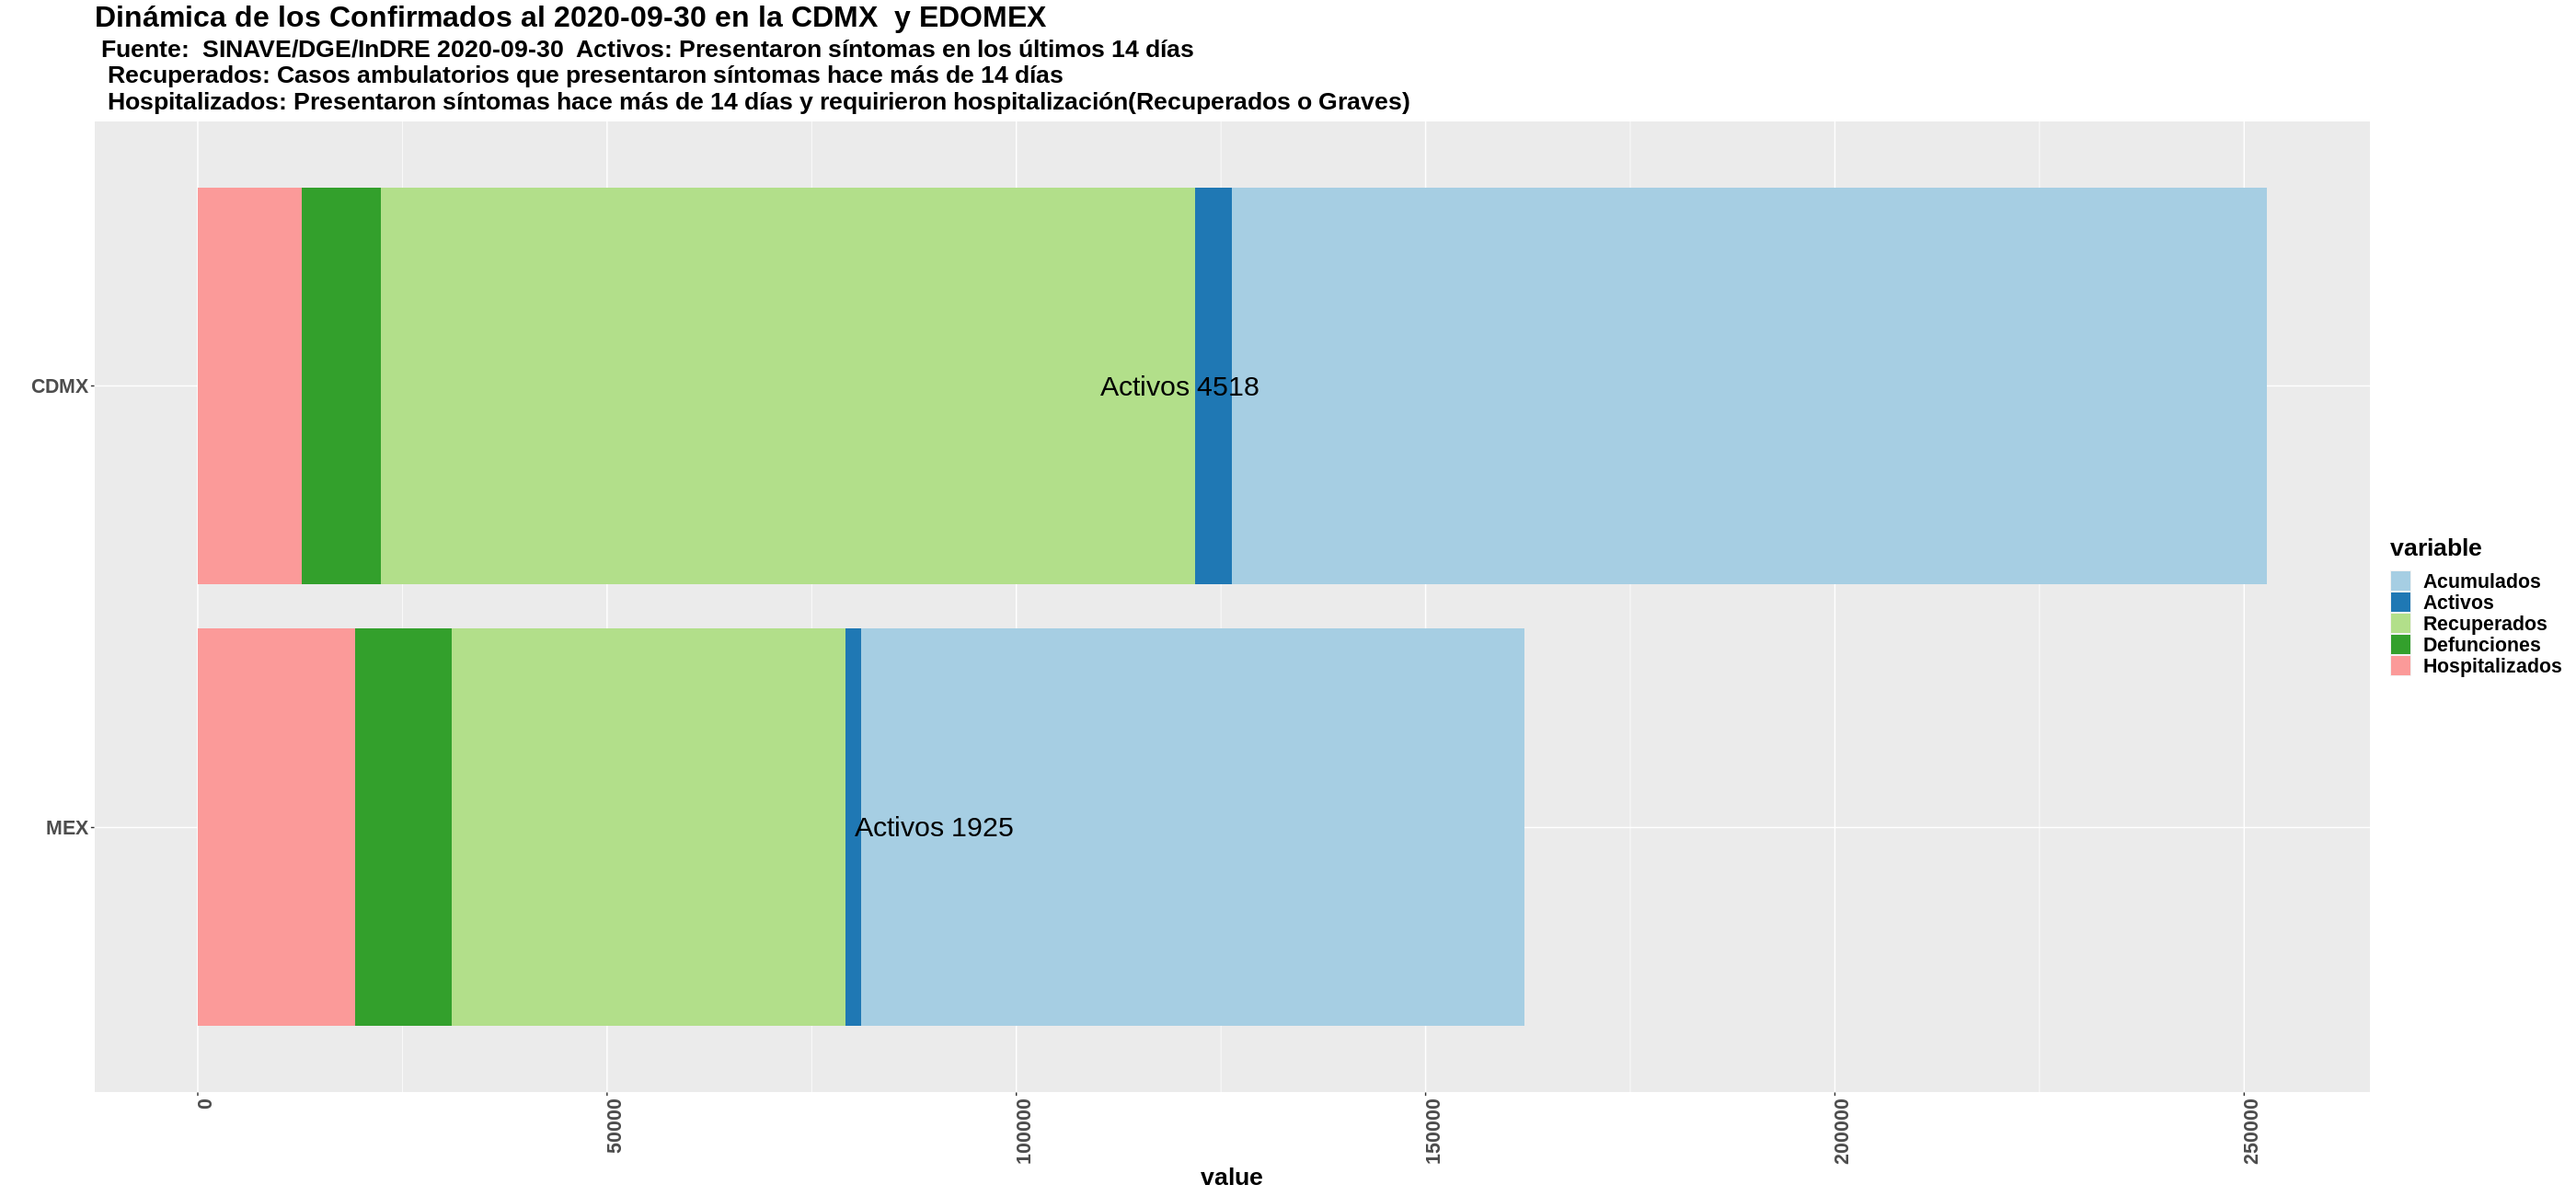 Dinámica de los Confirmados al 2020-09-30 en la CDMX  y EDOMEX
Fuente:  SINAVE/DGE/InDRE 2020-09-30  Activos: Presentaron síntomas en los últimos 14 días
Recuperados: Casos ambulatorios que presentaron síntomas hace más de 14 días
Hospitalizados: Presentaron síntomas hace más de 14 días y requirieron hospitalización(Recuperados o Graves)
CDMX
Activos 4518
MEX
Activos 1925
0
50000
100000
150000
200000
250000
value
variable
Acumulados
Activos
Recuperados
Defunciones
Hospitalizados